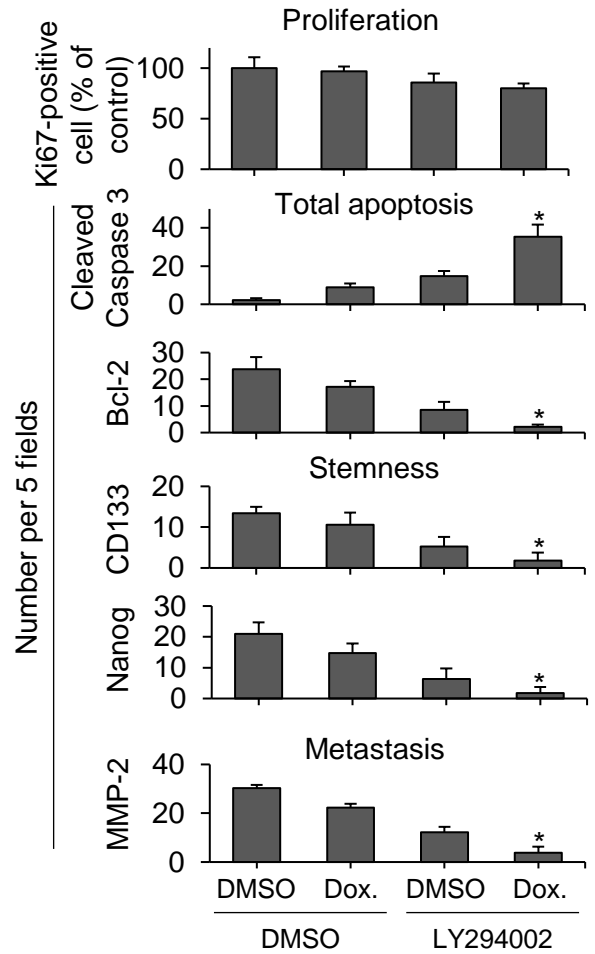 Proliferation
Ki67-positive
cell (% of
control)
100
50
0
Total apoptosis
Cleaved
Caspase 3
40
20
0
*
Bcl-2
30
20
10
0
*
Stemness
CD133
20
10
0
*
Nanog
30
20
10
0
*
Metastasis
MMP-2
40
20
0
*
Number per 5 fields
DMSO Dox. DMSO Dox.
DMSO LY294002